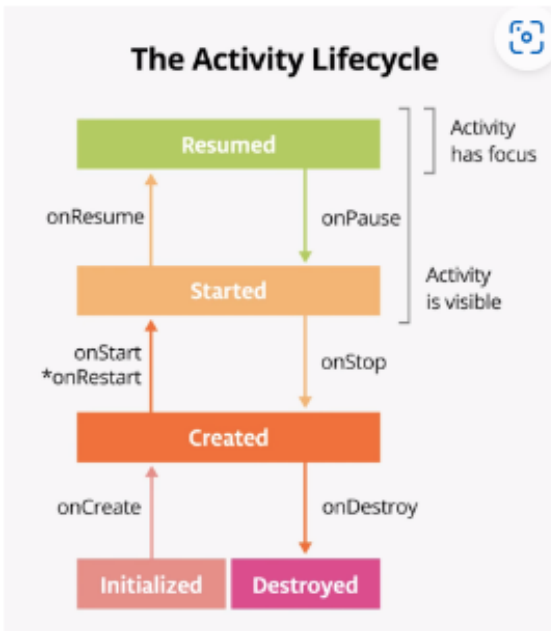 The Activity Lifecycle
Resumed
Activity
has focus
onResume
onPause
Started
Activity
is visible
onStart
*onRestart
onStop
Created
onCreate
onDestroy
Initialized
Destroyed